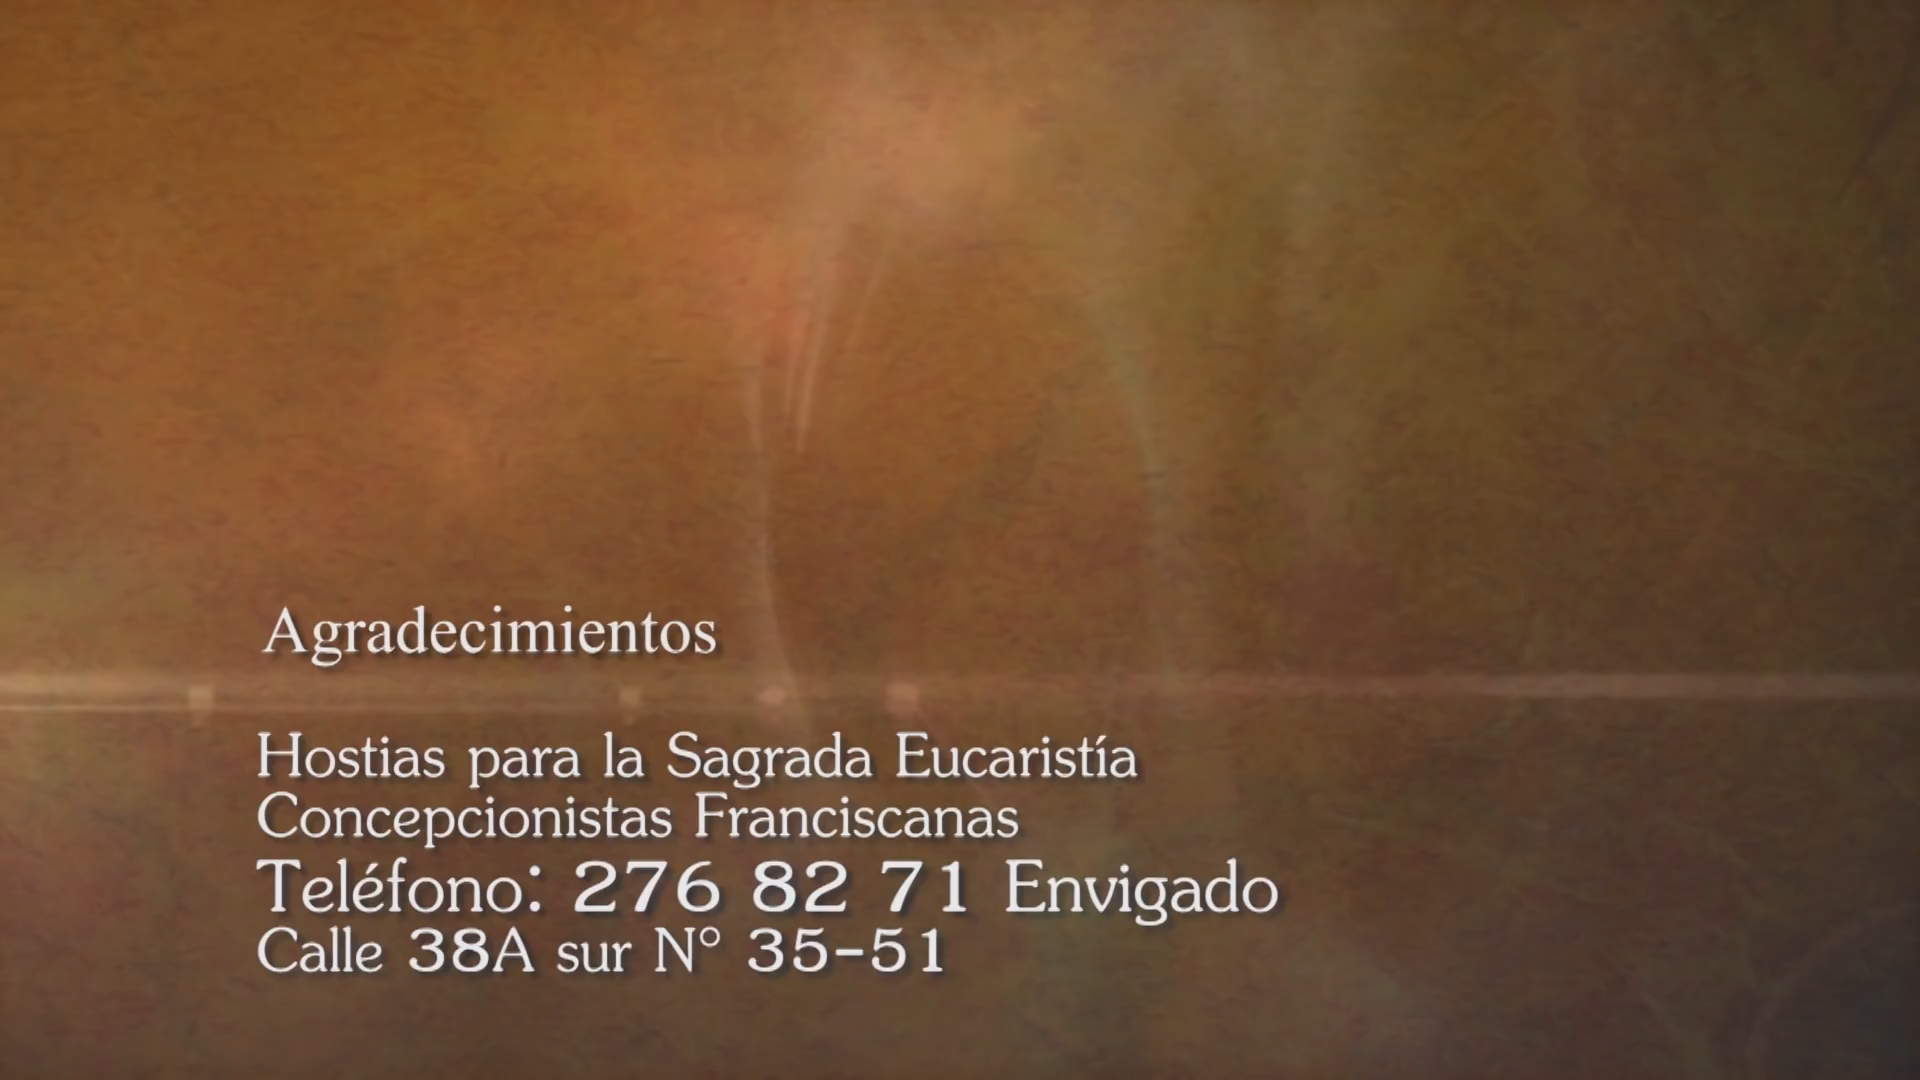 Agradecimientos
Hostias para la Sagrada Eucaristía
Concepcionistas Franciscanas
Teléfono: 276 82 71 Envigado
Calle 38A sur N° 35-51